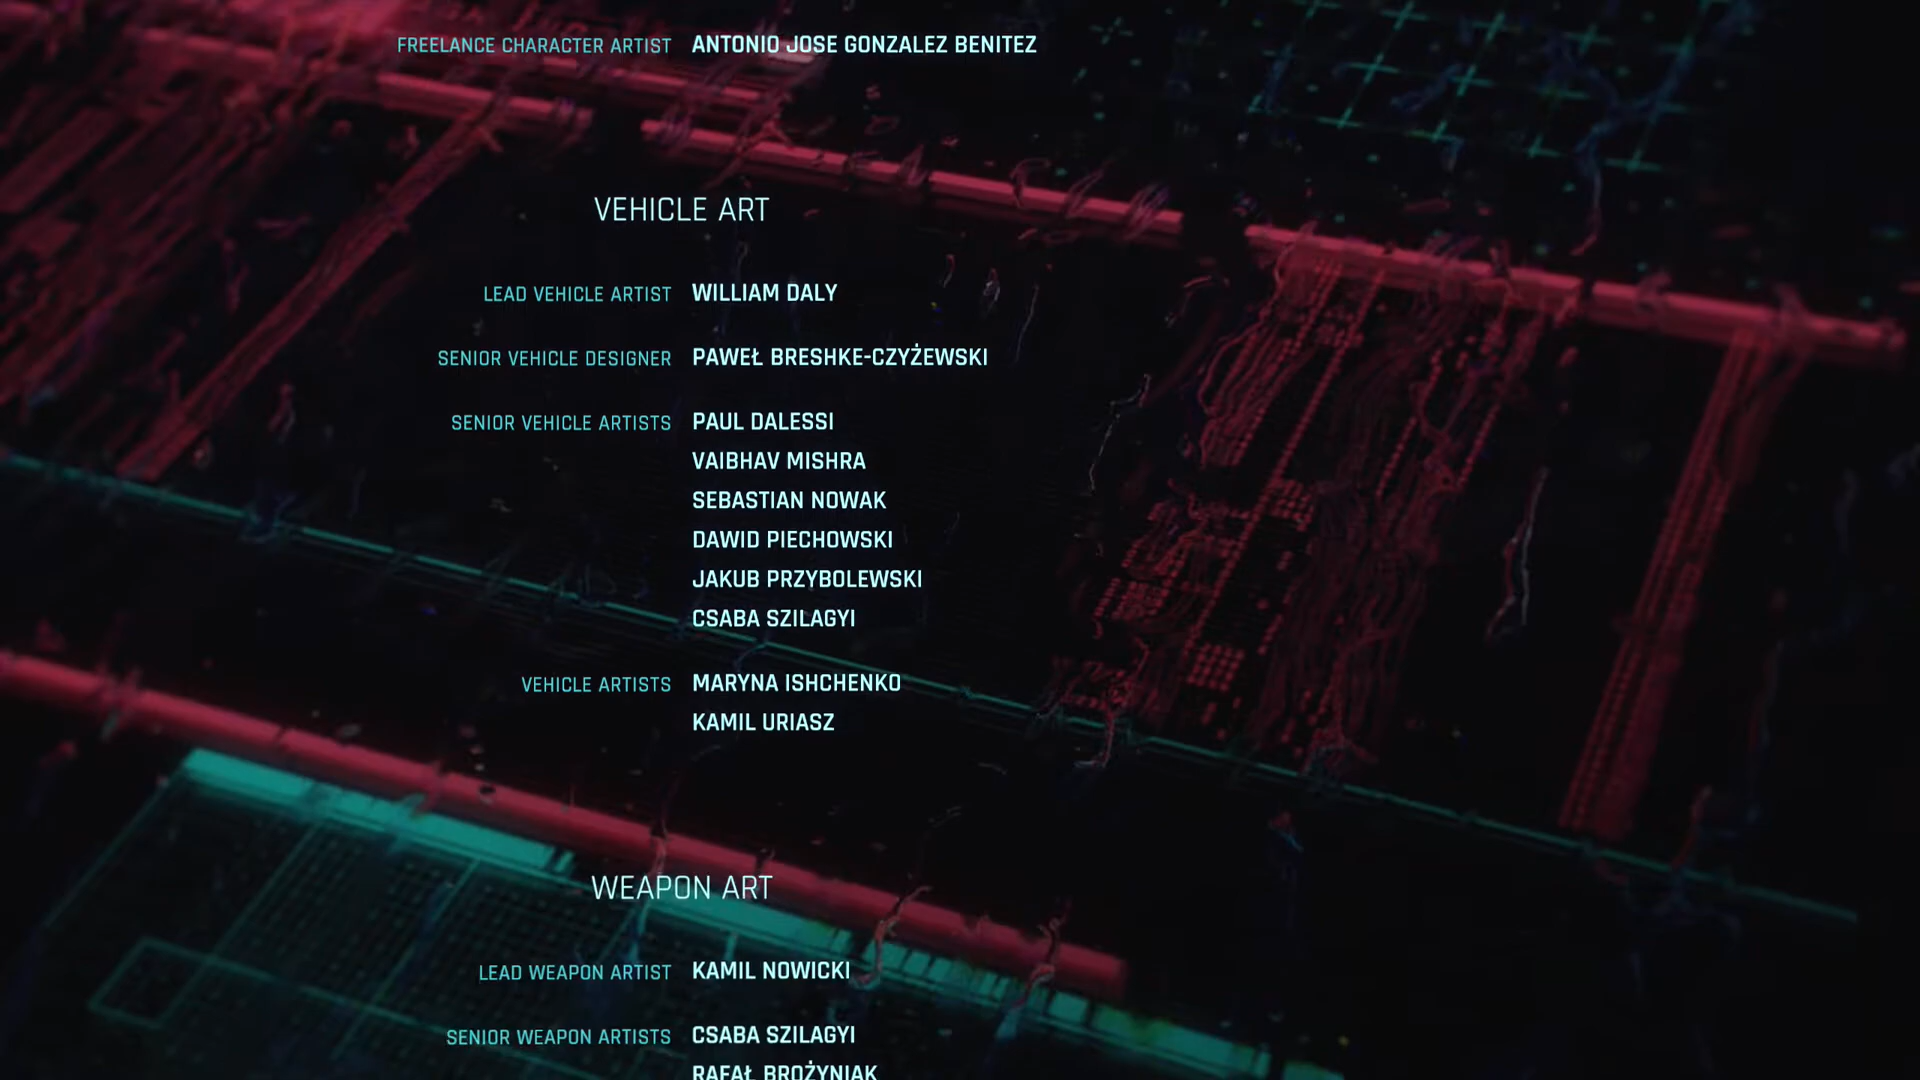 FREELANCE CHARACTER ARTIST ANTONIO JOSE GONZALEZ BENITEZ
VEHICLE ART
LEAD VEHICLE ARTIST WILLIAM DALY
SENIOR VEHICLE DESIGNER PAWEŁ BRESHKE-CZYŻEWSKI
SENIOR VEHICLE ARTISTS PAUL DALESSI
VAIBHAV MISHRA
SEBASTIAN NOWAK
DAWID PIECHOWSKI
JAKUB PRZYBOLEWSKI
CSABA SZILAGYI
VEHICLE ARTISTS MARYNA ISHCHENKO
KAMIL URIASZ
WEAPON ART
LEAD WEAPON ARTIST KAMIL NOWICKI
SENIOR WEAPON ARTISTS CSABA SZILAGYI
RAFAŁ BROŻYNIAK